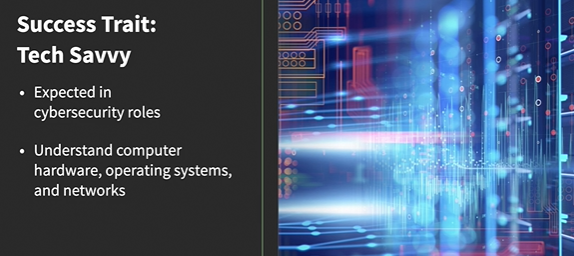 Success Trait:
Tech Savvy
• Expected in
cybersecurity roles
• Understand computer
hardware, operating systems,
and networks